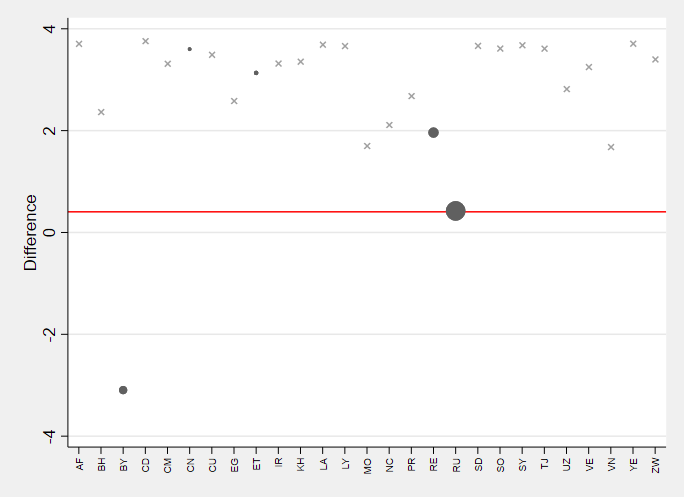 Difference
4
2
0
-2
-4
AF BH BY CD CM CN CU EG ET IR KH LA LY MO NC PR RE RU SD SO SY TJ UZ VE VN YE ZW